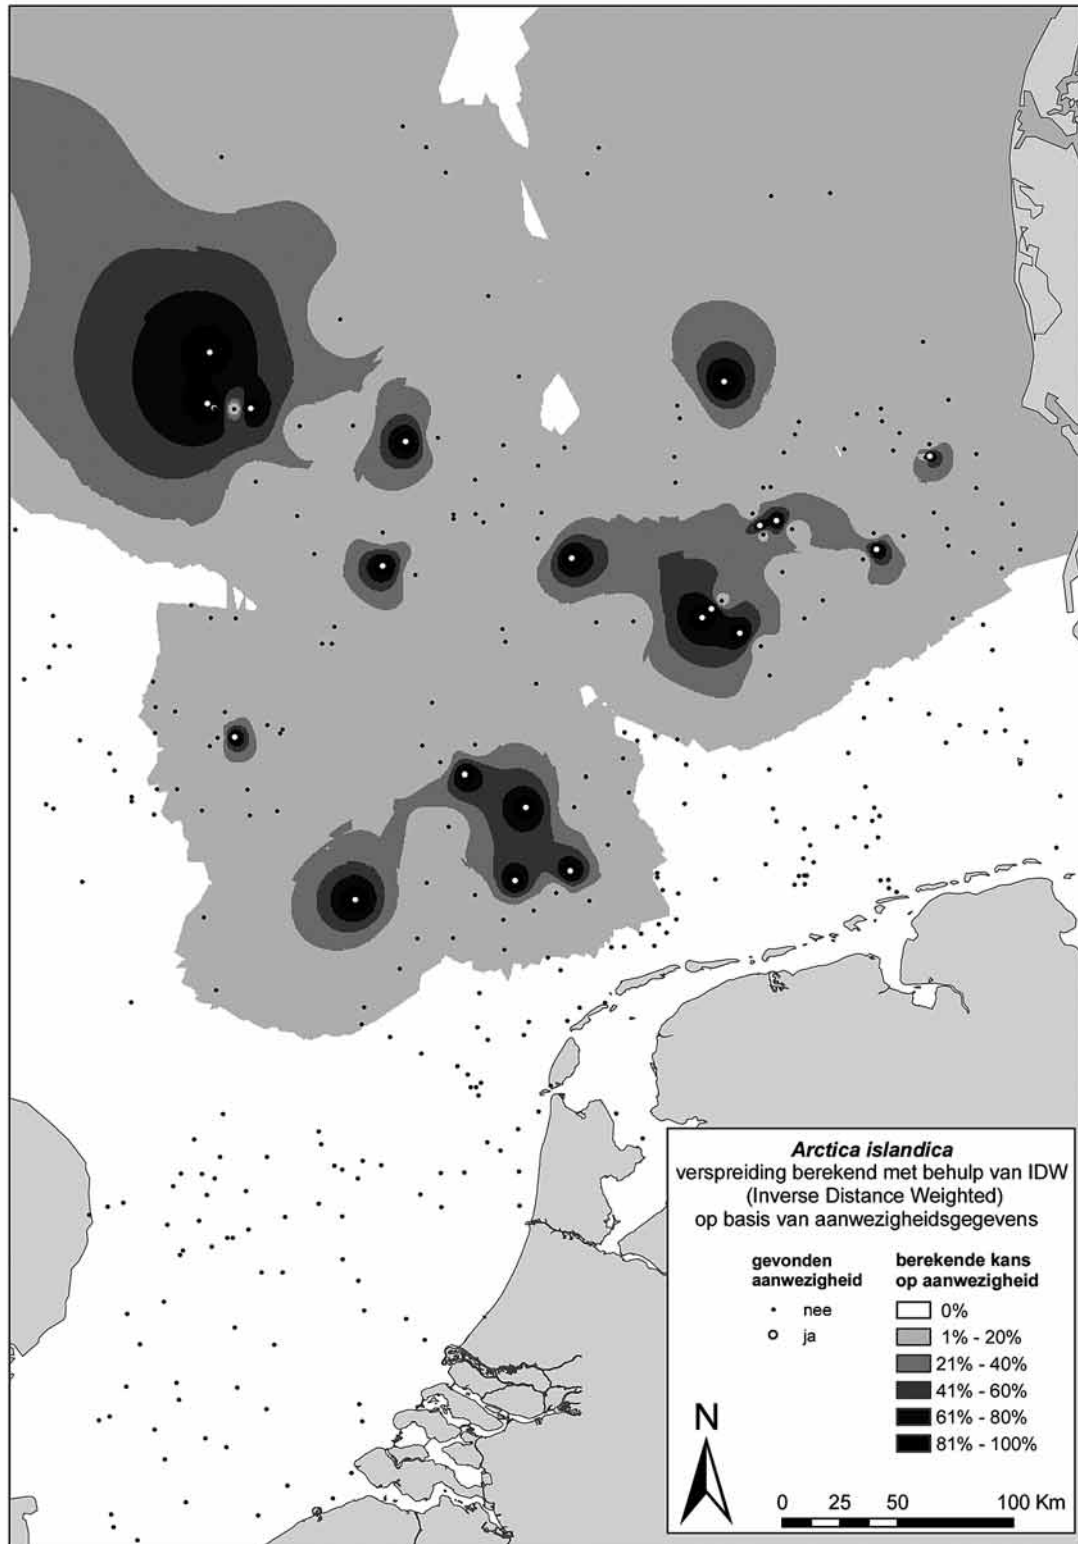 Arctica islandica
verspreiding berekend met behulp van IDW
(Inverse Distance Weighted)
op basis van aanwezigheidsgegevens
gevonden
aanwezigheid
nee
ja
berekende kans
op aanwezigheid
0%
1% - 20%
21% - 40%
41% - 60%
61% - 80%
81% - 100%
N
0 25 50 100 Km